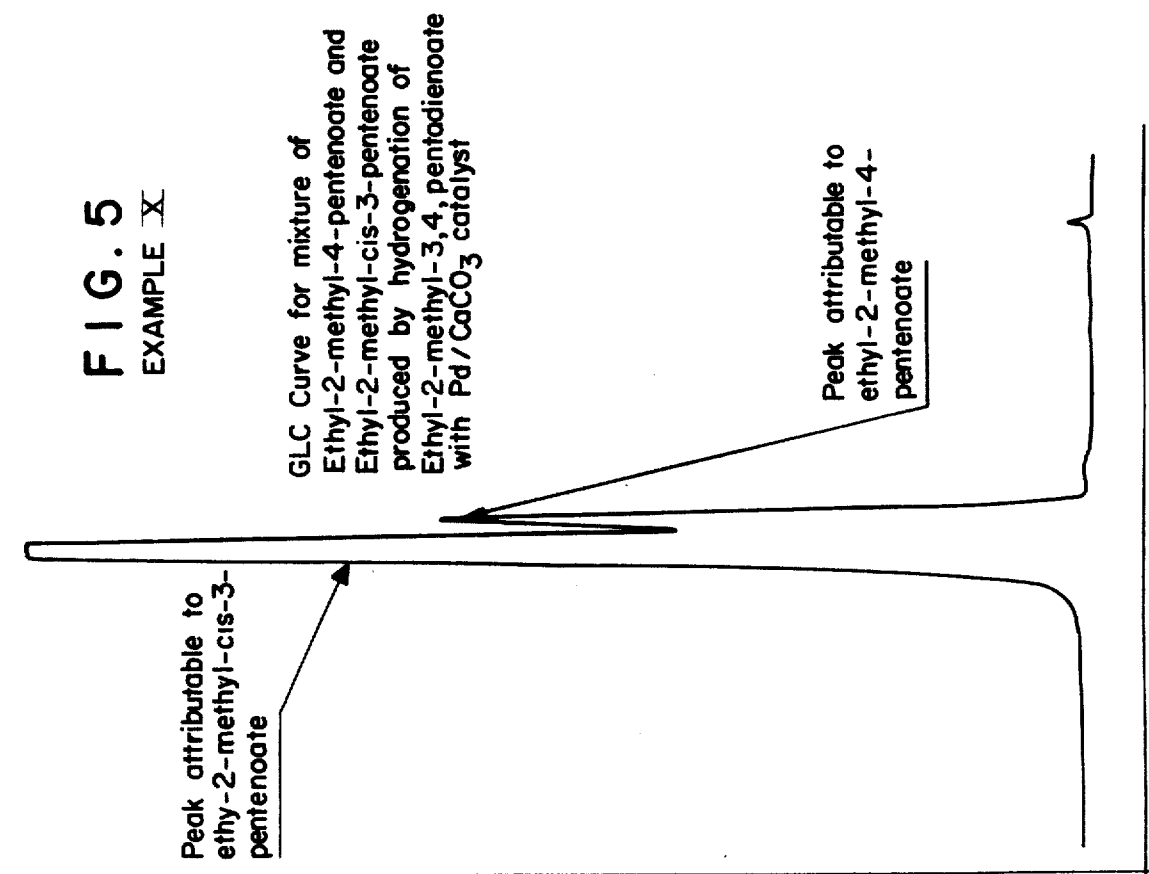 FIG. 5
EXAMPLE X
GLC Curve for mixture of
Ethyl-2-methyl-4-pentenoate and
Ethyl-2-methyl-cis-3-pentenoate
produced by hydrogenation of
Ethyl-2-methyl-3,4, pentadienoate
with Pd/CaCO₃ catalyst
Peak attributable to
ethy-2-methyl-cis-3-
pentenoate
Peak attributable to
ethyl-2-methyl-4-
pentenoate